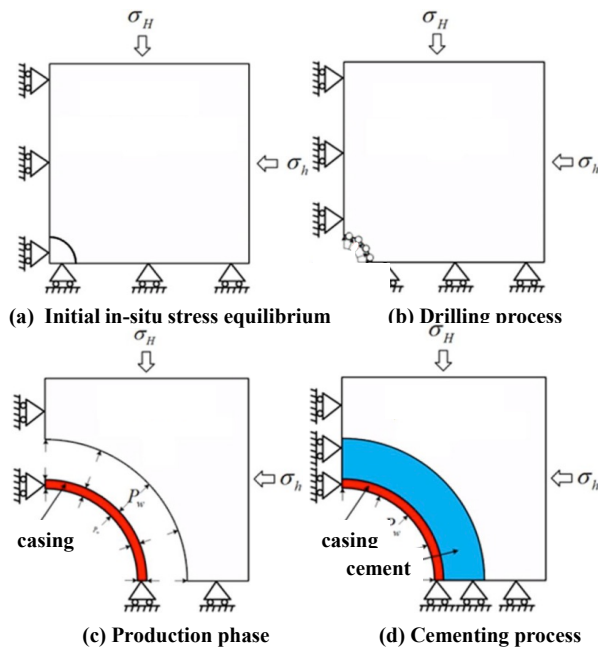 σH
σh
(a) Initial in-situ stress equilibrium
σH
σh
(b) Drilling process
σH
σh
Pw
casing
(c) Production phase
σH
σh
w
casing
cement
(d) Cementing process